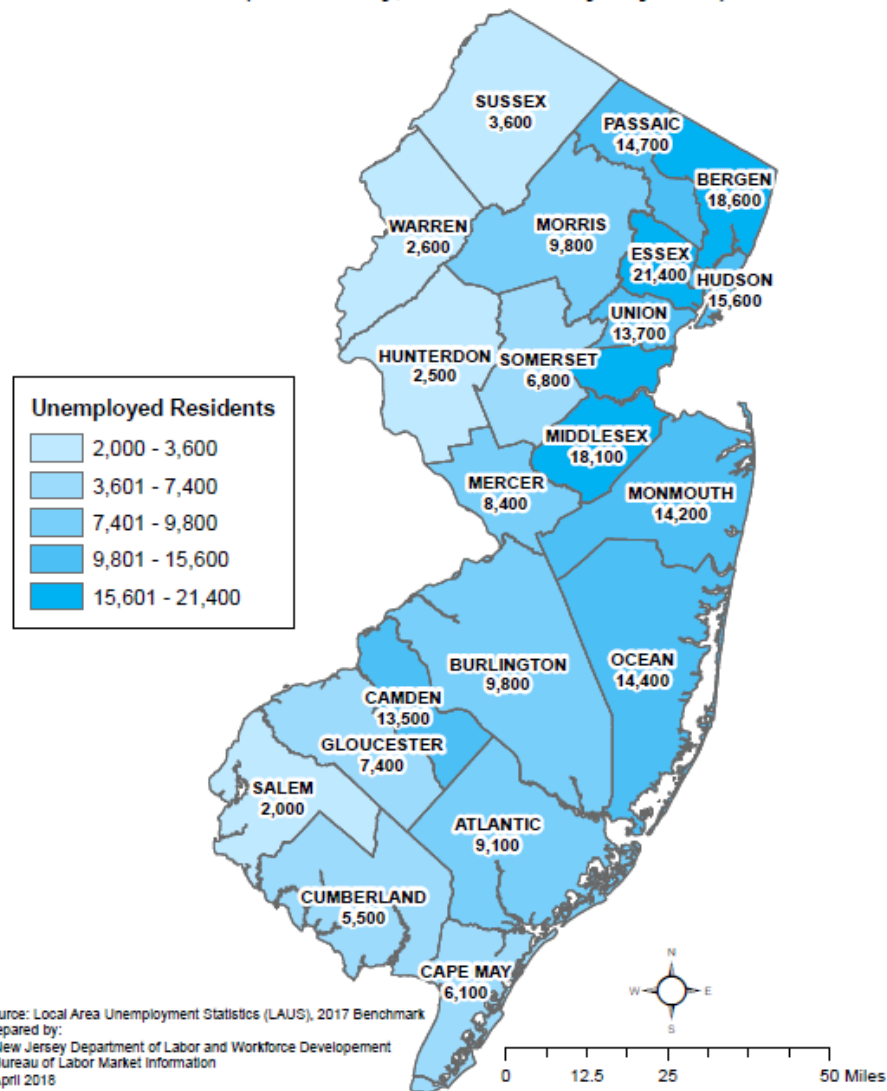 SUSSEX
3,600
PASSAIC
14,700
BERGEN
18,600
WARREN
2,600
MORRIS
9,800
ESSEX
21,400
HUDSON
15,600
UNION
13,700
HUNTERDON
2,500
SOMERSET
6,800
MIDDLESEX
18,100
MERCER
8,400
MONMOUTH
14,200
Unemployed Residents
2,000 - 3,600
3,601 - 7,400
7,401 - 9,800
9,801 - 15,600
15,601 - 21,400
BURLINGTON
9,800
OCEAN
14,400
CAMDEN
13,500
GLOUCESTER
7,400
SALEM
2,000
ATLANTIC
9,100
CUMBERLAND
5,500
CAPE MAY
6,100
N
W E
S
urce: Local Area Unemployment Statistics (LAUS), 2017 Benchmark
epared by:
New Jersey Department of Labor and Workforce Developement
Bureau of Labor Market Information
April 2018
0 12.5 25 50 Miles